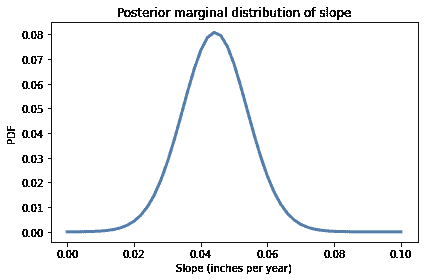 Posterior marginal distribution of slope
0.08
0.07
0.06
0.05
0.04
0.03
0.02
0.01
0.00
PDF
0.00 0.02 0.04 0.06 0.08 0.10
Slope (inches per year)